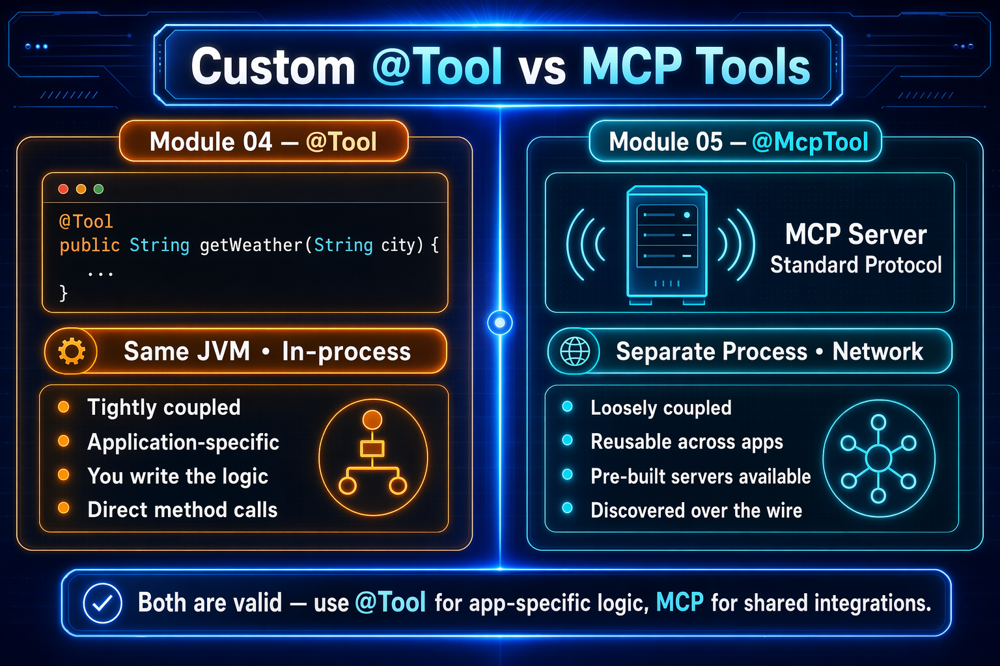 Custom @Tool vs MCP Tools
Module 04 — @Tool
@Tool
public String getWeather(String city) {
...
}
Same JVM • In-process
Tightly coupled
Application-specific
You write the logic
Direct method calls
Module 05 — @McpTool
MCP Server
Standard Protocol
Separate Process • Network
Loosely coupled
Reusable across apps
Pre-built servers available
Discovered over the wire
Both are valid — use @Tool for app-specific logic, MCP for shared integrations.